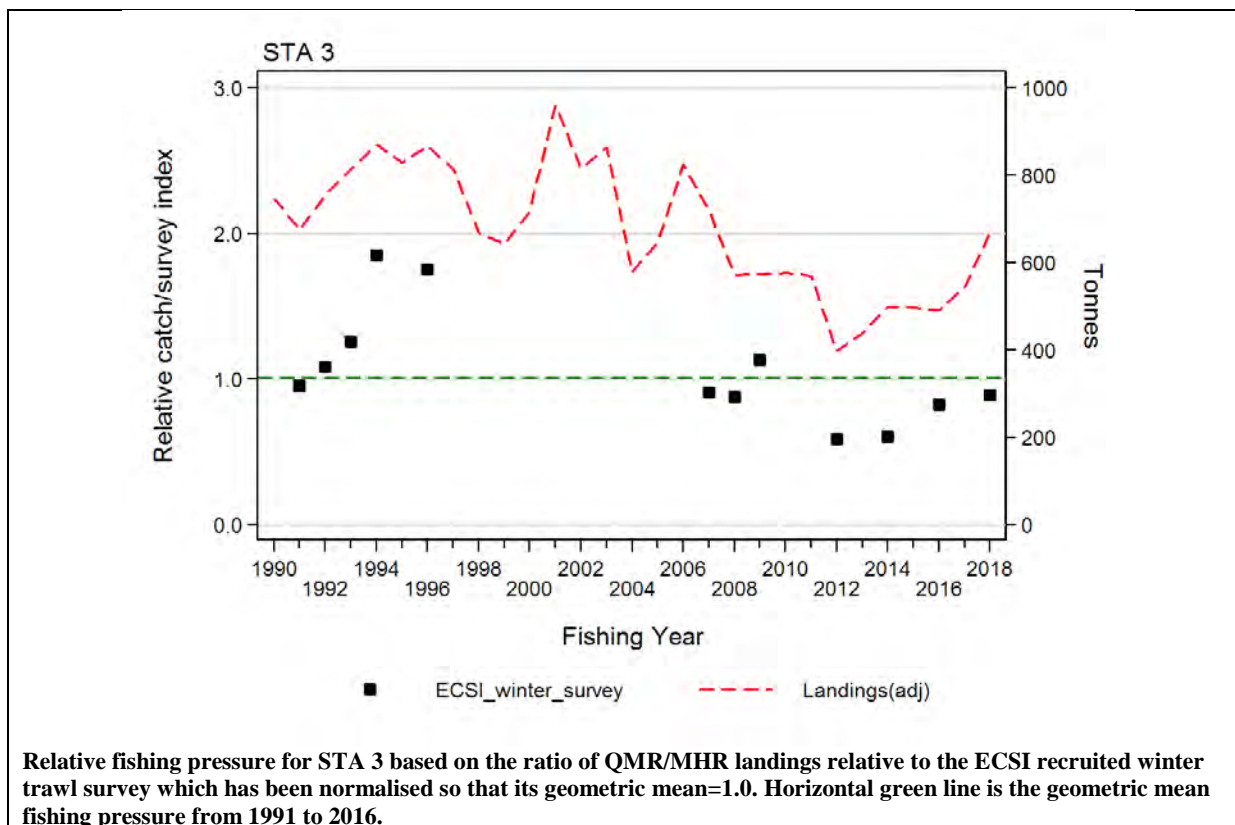 STA 3
3.0
2.0
1.0
0.0
Relative catch/survey index
1000
800
600
400
200
0
Tonnes
1990 1994 1998 2002 2006 2010 2014 2018
1992 1996 2000 2004 2008 2012 2016
Fishing Year
ECSI_winter_survey Landings(adj)
Relative fishing pressure for STA 3 based on the ratio of QMR/MHR landings relative to the ECSI recruited winter
trawl survey which has been normalised so that its geometric mean=1.0. Horizontal green line is the geometric mean
fishing pressure from 1991 to 2016.